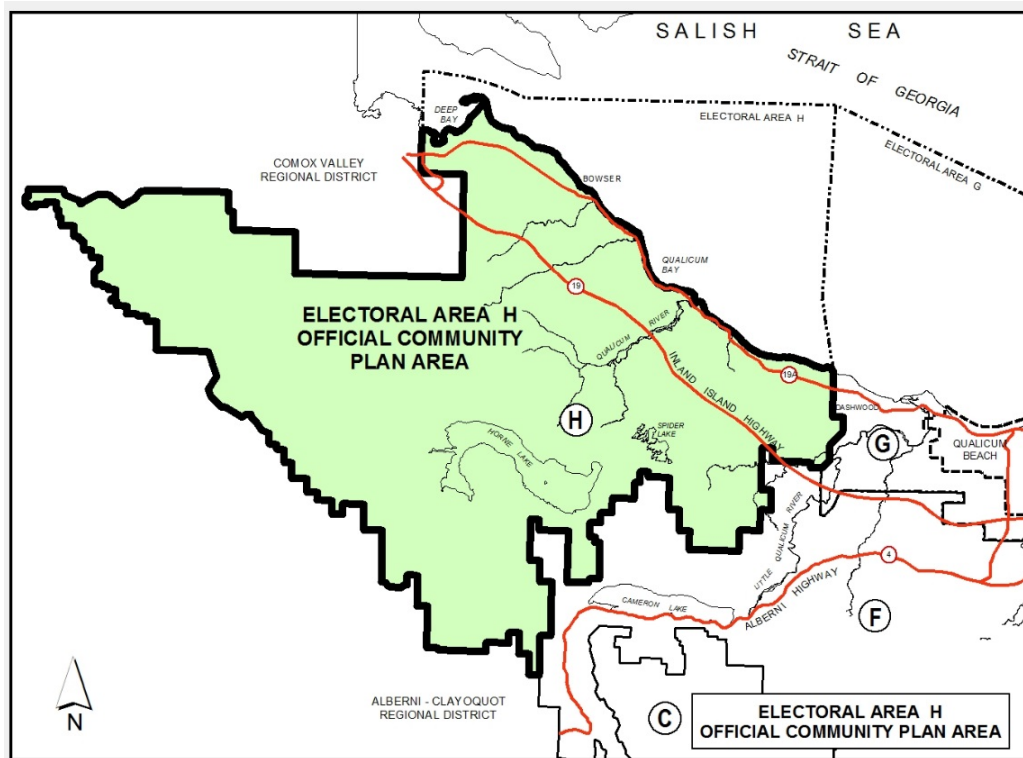 SALISH SEA
STRAIT OF GEORGIA
DEEP
BAY
ELECTORAL AREA H
ELECTORAL AREA G
COMOX VALLEY
REGIONAL DISTRICT
BOWSER
QUALICUM
BAY
19
ELECTORAL AREA H
OFFICIAL COMMUNITY
PLAN AREA
QUALICUM RIVER
INLAND ISLAND HIGHWAY
19A
DASHWOOD
H
SPIDER
LAKE
HORNE LAKE
G
QUALICUM
BEACH
LITTLE QUALICUM RIVER
4
ALBERNI HIGHWAY
CAMERON LAKE
F
N
ALBERNI - CLAYOQUOT
REGIONAL DISTRICT
C
ELECTORAL AREA H
OFFICIAL COMMUNITY PLAN AREA